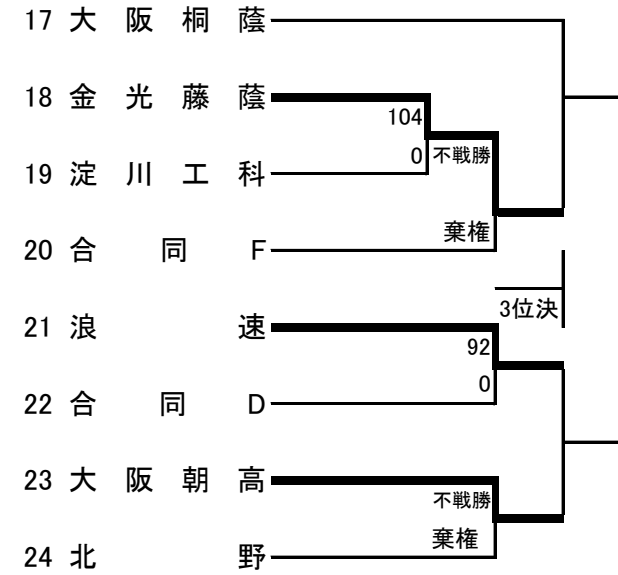 17 大阪桐蔭
18 金光藤蔭
104
0 不戦勝
19 淀川工科
棄権
20 合同F
3位決
21 浪速
92
0
22 合同D
23 大阪朝高
不戦勝
棄権
24 北野